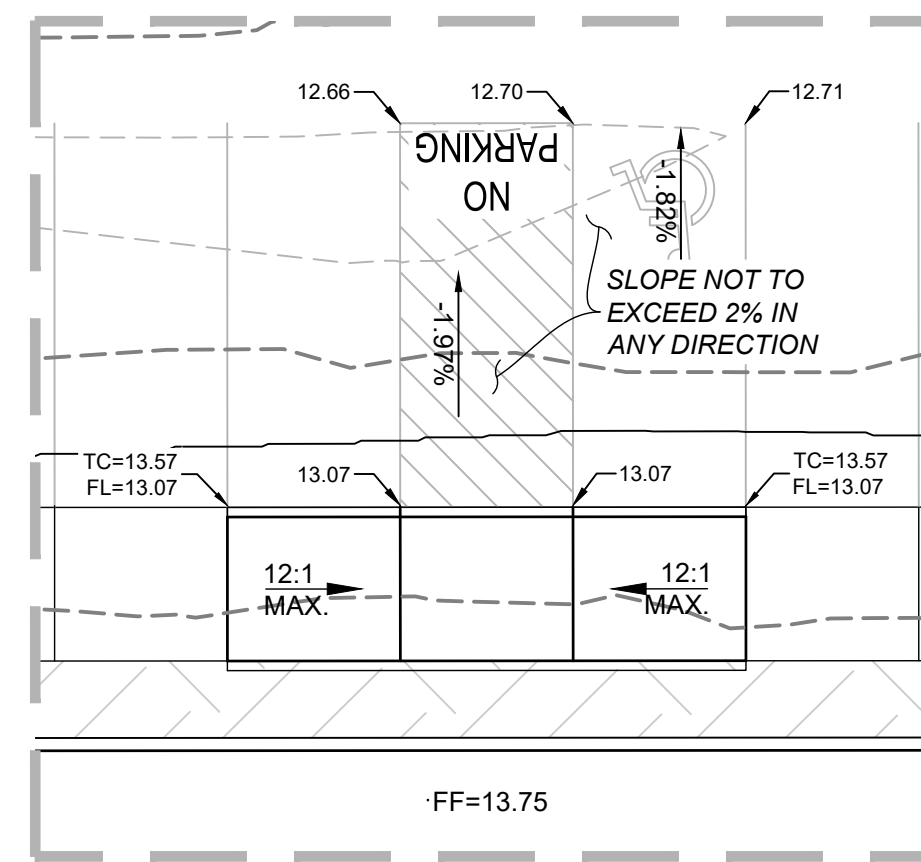 12.66
12.70
12.71
NO
PARKING
-1.82%
SLOPE NOT TO
EXCEED 2% IN
ANY DIRECTION
-1.97%
TC=13.57
FL=13.07
13.07
13.07
TC=13.57
FL=13.07
12:1
MAX.
12:1
MAX.
FF=13.75